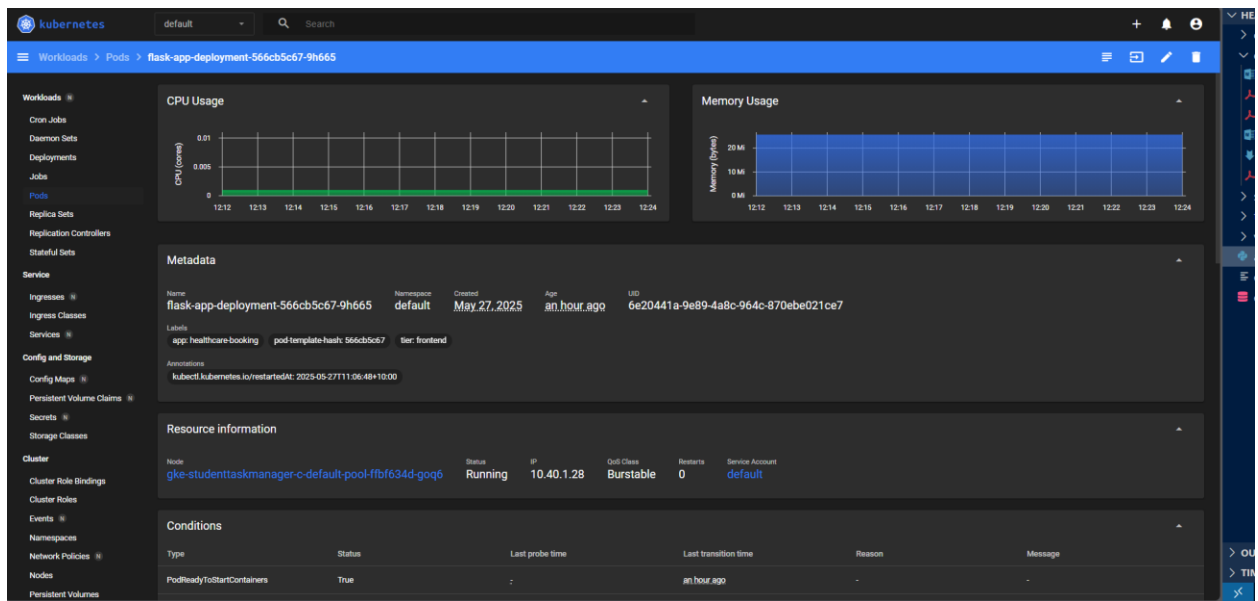 kubernetes
default
Search
Workloads > Pods > flask-app-deployment-566cb5c67-9h665
Workloads N
Cron Jobs
Daemon Sets
Deployments
Jobs
Pods
Replica Sets
Replication Controllers
Stateful Sets
Service
Ingresses N
Ingress Classes
Services N
Config and Storage
Config Maps N
Persistent Volume Claims N
Secrets N
Storage Classes
Cluster
Cluster Role Bindings
Cluster Roles
Events N
Namespaces
Network Policies N
Nodes
Persistent Volumes
CPU Usage
CPU (cores)
0.01
0.005
0
12:12 12:13 12:14 12:15 12:16 12:17 12:18 12:19 12:20 12:21 12:22 12:23 12:24
Memory Usage
Memory (bytes)
20 Mi
10 Mi
0 Mi
12:12 12:13 12:14 12:15 12:16 12:17 12:18 12:19 12:20 12:21 12:22 12:23 12:24
Metadata
Name Namespace Created Age UID
flask-app-deployment-566cb5c67-9h665 default May 27, 2025 an hour ago 6e20441a-9e89-4a8c-964c-870ebe021ce7
Labels
app: healthcare-booking pod-template-hash: 566cb5c67 tier: frontend
Annotations
kubectl.kubernetes.io/restartedAt: 2025-05-27T11:06:48+10:00
Resource information
Node Status IP QoS Class Restarts Service Account
gke-studenttaskmanager-c-default-pool-ffbf634d-goq6 Running 10.40.1.28 Burstable 0 default
Conditions
Type Status Last probe time Last transition time Reason Message
PodReadyToStartContainers True - an hour ago - -
HE
OU
TIM